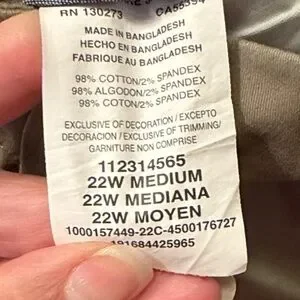 RN 130273
MADE IN BANGLADESH
HECHO EN BANGLADESH
FABRIQUE AU BANGLADESH
98% COTTON/2% SPANDEX
98% ALGODON/2% SPANDEX
98% COTON/2% SPANDEX
EXCLUSIVE OF DECORATION / EXCEPTO
DECORACION / EXCLUSIVE OF TRIMMING/
GARNITURE NON COMPRISE
112314565
22W MEDIUM
22W MEDIANA
22W MOYEN
1000157449-22C-4500176727
191684425965